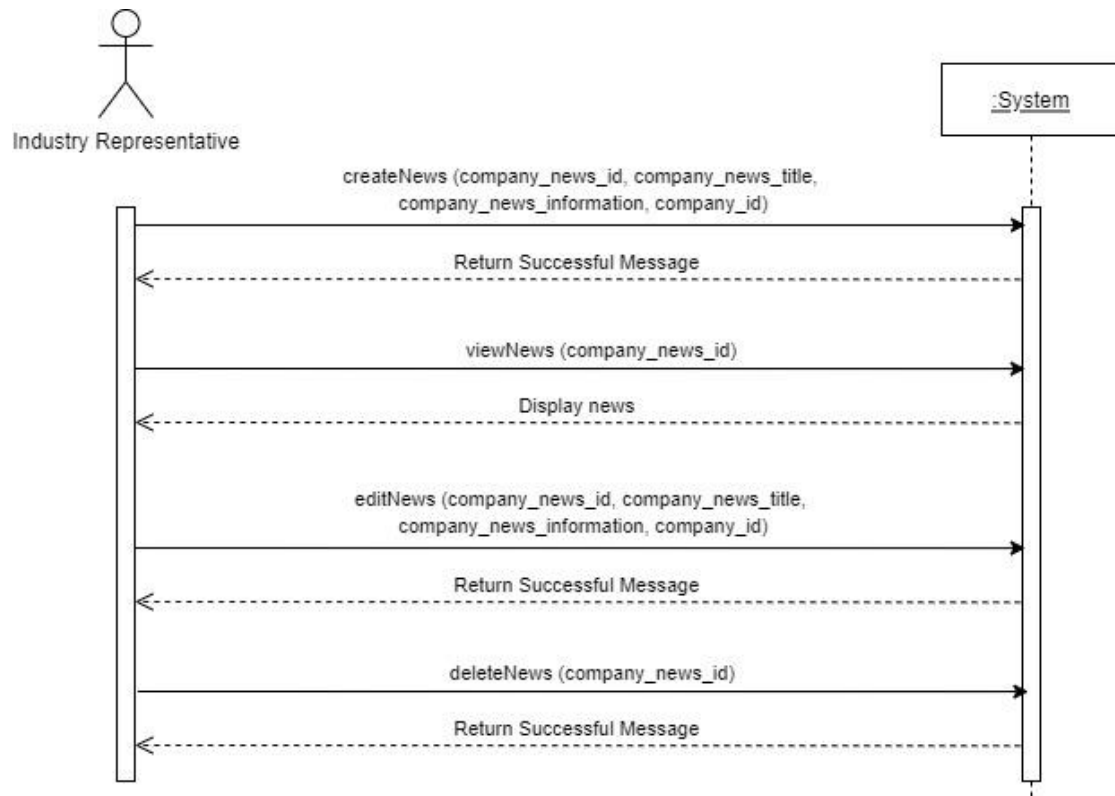 :System
Industry Representative
createNews (company_news_id, company_news_title,
company_news_information, company_id)
Return Successful Message
viewNews (company_news_id)
Display news
editNews (company_news_id, company_news_title,
company_news_information, company_id)
Return Successful Message
deleteNews (company_news_id)
Return Successful Message